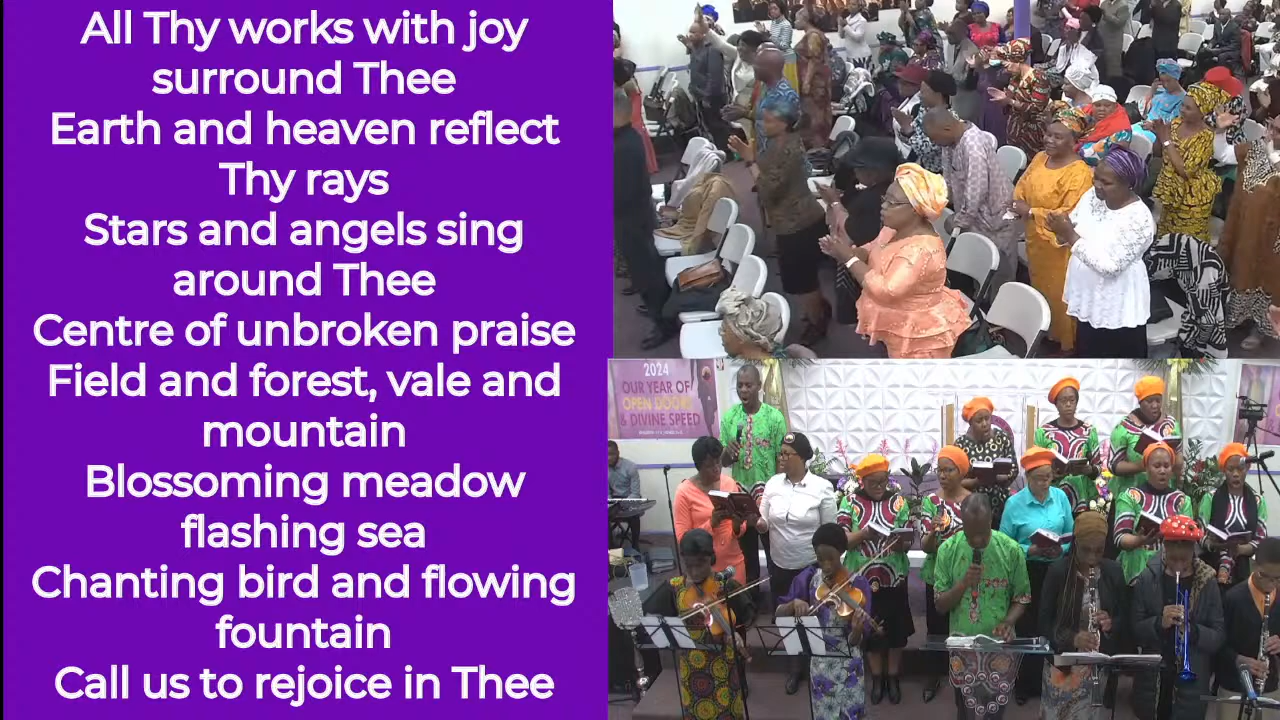 All Thy works with joy
surround Thee
Earth and heaven reflect
Thy rays
Stars and angels sing
around Thee
Centre of unbroken praise
Field and forest, vale and
mountain
Blossoming meadow
flashing sea
Chanting bird and flowing
fountain
Call us to rejoice in Thee
2024
OUR YEAR OF
OPEN DOORS
& DIVINE SPEED